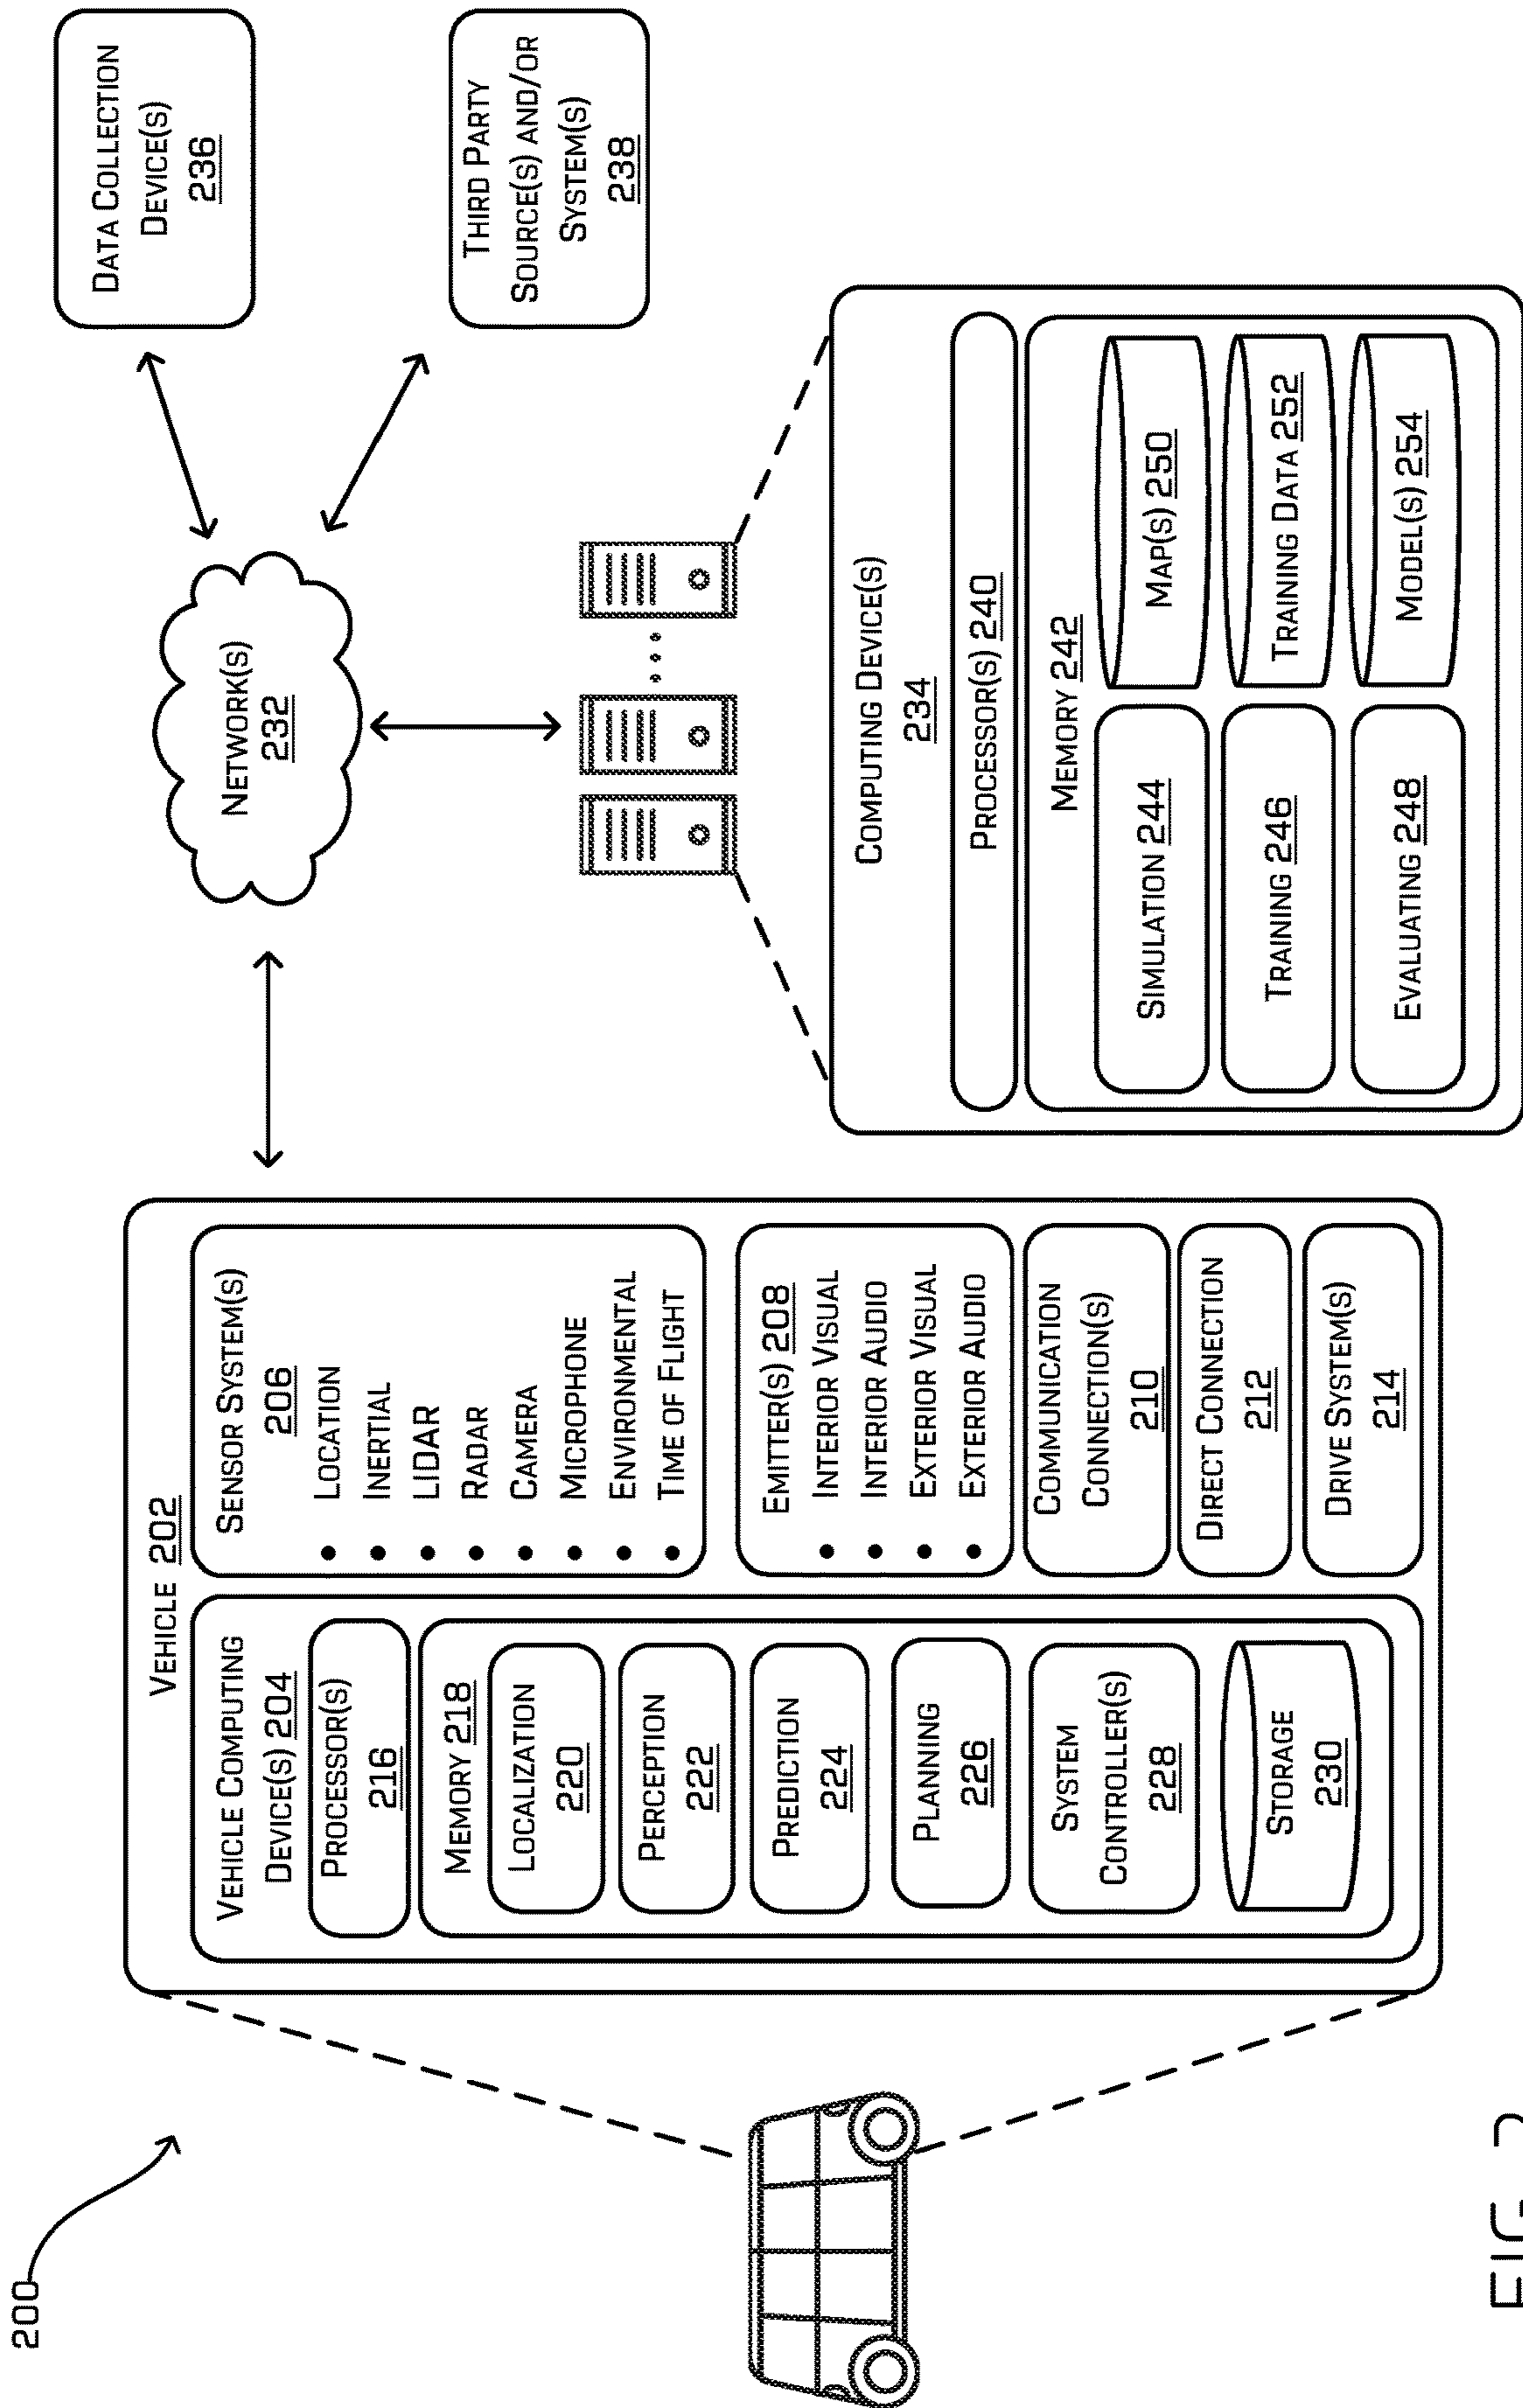 200
VEHICLE 202
VEHICLE COMPUTING
DEVICE(S) 204
PROCESSOR(S)
216
MEMORY 218
LOCALIZATION
220
PERCEPTION
222
PREDICTION
224
PLANNING
226
SYSTEM
CONTROLLER(S)
228
STORAGE
230
SENSOR SYSTEM(S)
206
• LOCATION
• INERTIAL
• LIDAR
• RADAR
• CAMERA
• MICROPHONE
• ENVIRONMENTAL
• TIME OF FLIGHT
EMITTER(S) 208
• INTERIOR VISUAL
• INTERIOR AUDIO
• EXTERIOR VISUAL
• EXTERIOR AUDIO
COMMUNICATION
CONNECTION(S)
210
DIRECT CONNECTION
212
DRIVE SYSTEM(S)
214
NETWORK(S)
232
DATA COLLECTION
DEVICE(S)
236
THIRD PARTY
SOURCE(S) AND/OR
SYSTEM(S)
238
COMPUTING DEVICE(S)
234
PROCESSOR(S) 240
MEMORY 242
SIMULATION 244
MAP(S) 250
TRAINING 246
TRAINING DATA 252
EVALUATING 248
MODEL(S) 254
FIG. 2